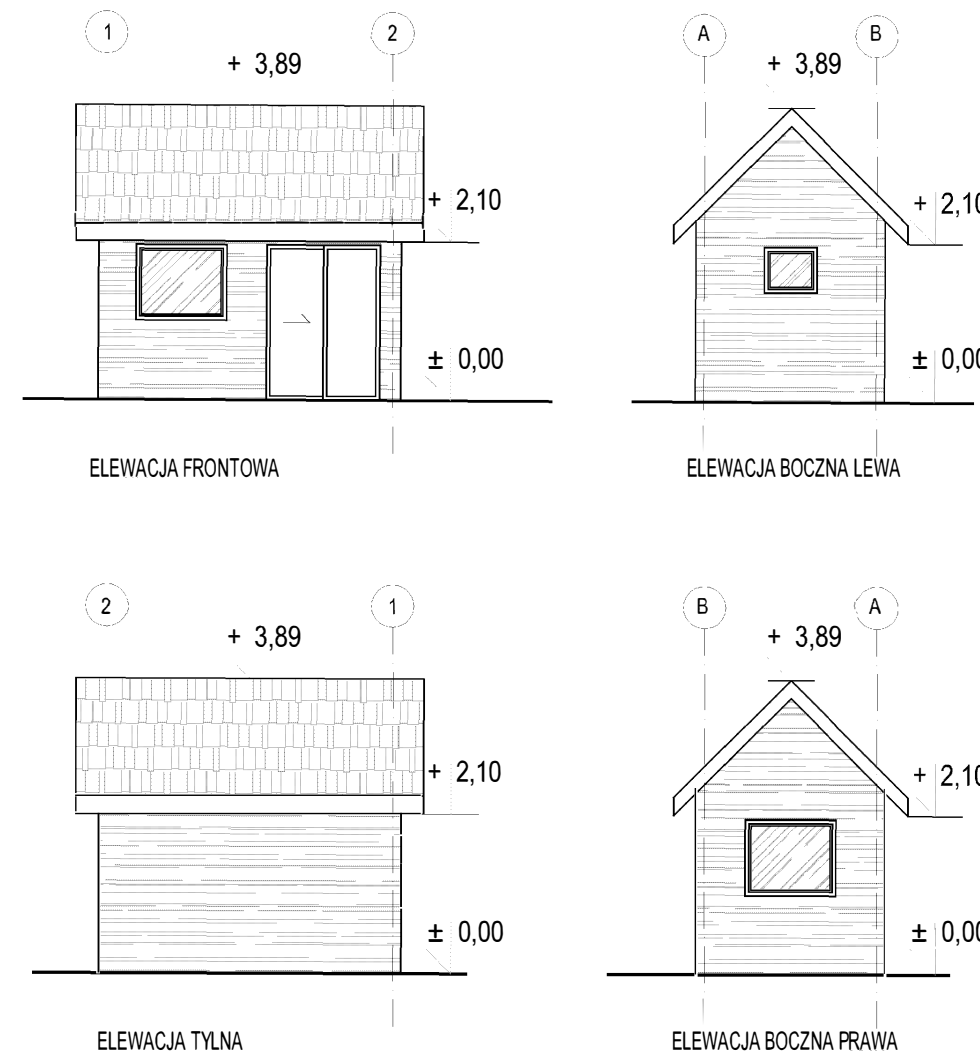 1
2
+ 3,89
+ 2,10
± 0,00
ELEWACJA FRONTOWA
A
B
+ 3,89
+ 2,10
± 0,00
ELEWACJA BOCZNA LEWA
2
1
+ 3,89
+ 2,10
± 0,00
ELEWACJA TYLNA
B
A
+ 3,89
+ 2,10
± 0,00
ELEWACJA BOCZNA PRAWA